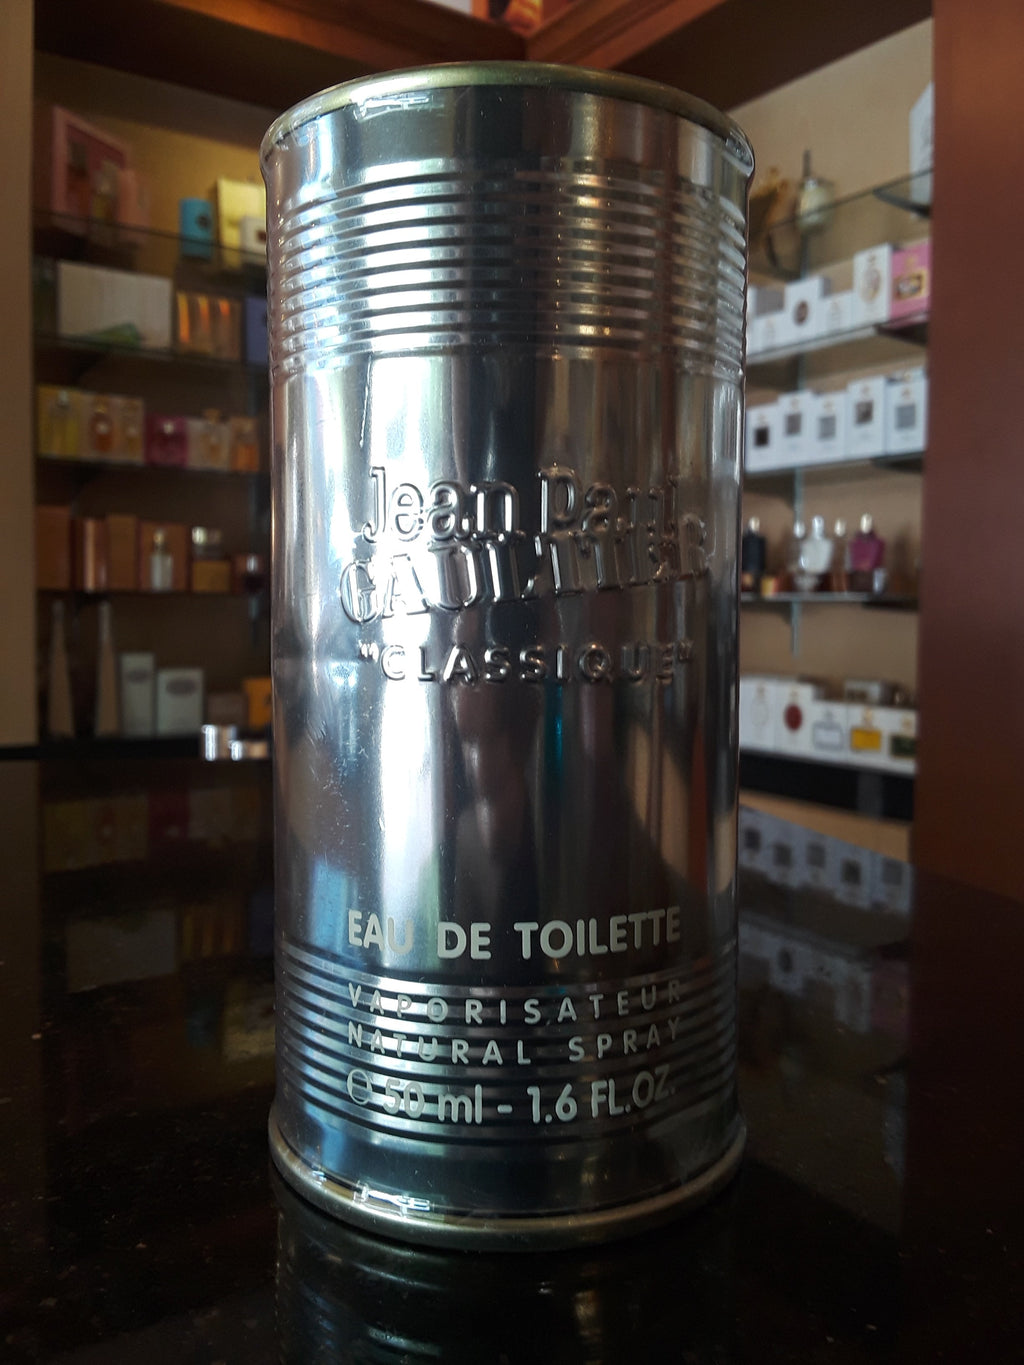 Jean Paul
GAULTIER
"CLASSIQUE"
EAU DE TOILETTE
VAPORISATEUR
NATURAL SPRAY
℮ 50 ml - 1.6 FL.OZ.